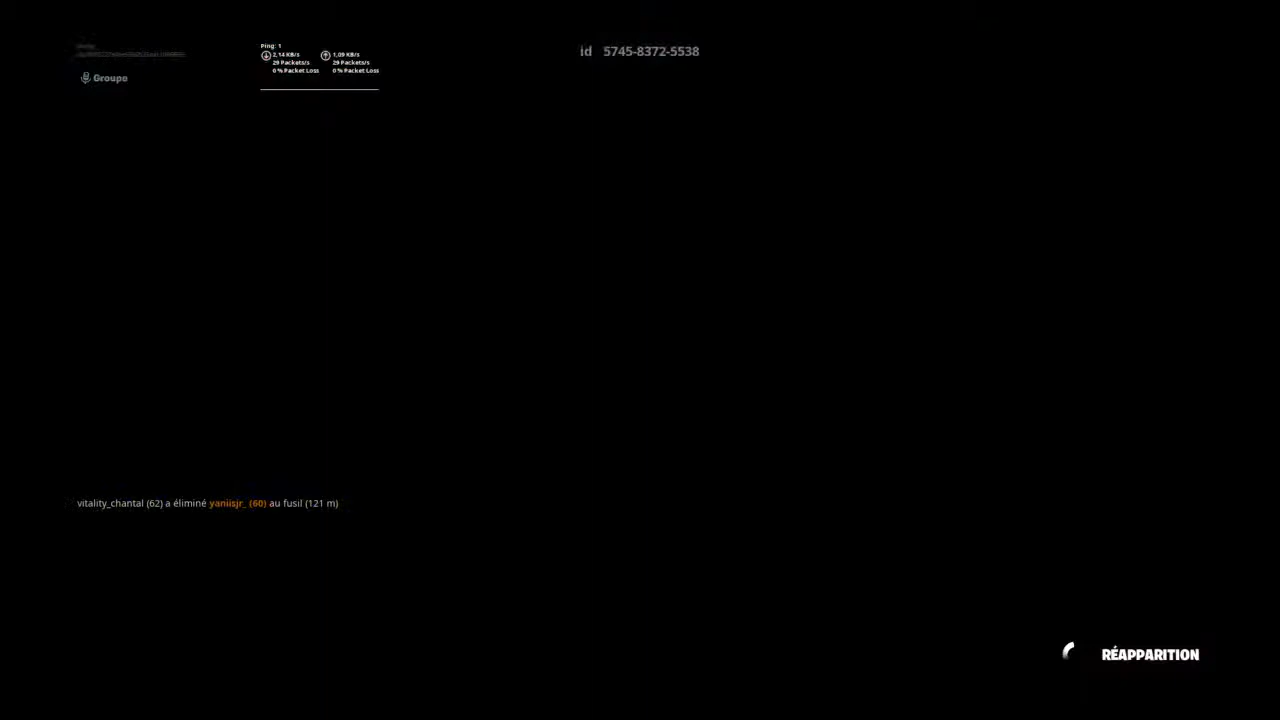 Ping: 1
2,14 KB/s 1,09 KB/s
29 Packets/s 29 Packets/s
0 % Packet Loss 0 % Packet Loss
id 5745-8372-5538
Groupe
vitality_chantal (62) a éliminé yaniisjr_ (60) au fusil (121 m)
RÉAPPARITION